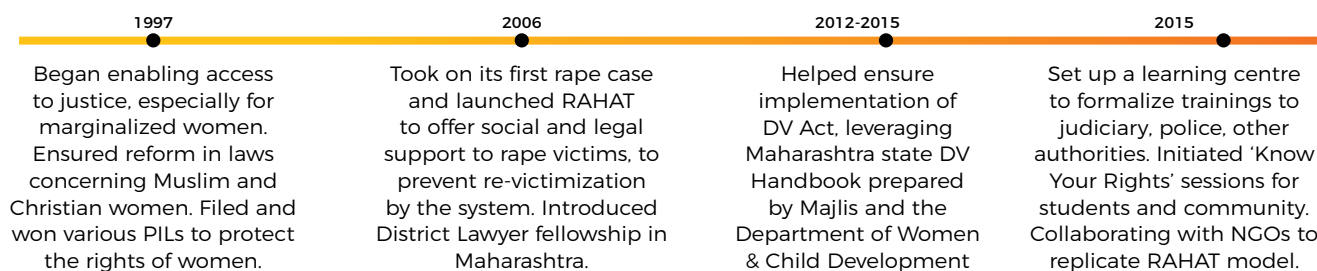 1997
Began enabling access
to justice, especially for
marginalized women.
Ensured reform in laws
concerning Muslim and
Christian women. Filed and
won various PILs to protect
the rights of women.
2006
Took on its first rape case
and launched RAHAT
to offer social and legal
support to rape victims, to
prevent re-victimization
by the system. Introduced
District Lawyer fellowship in
Maharashtra.
2012-2015
Helped ensure
implementation of
DV Act, leveraging
Maharashtra state DV
Handbook prepared
by Majlis and the
Department of Women
& Child Development
2015
Set up a learning centre
to formalize trainings to
judiciary, police, other
authorities. Initiated ‘Know
Your Rights’ sessions for
students and community.
Collaborating with NGOs to
replicate RAHAT model.